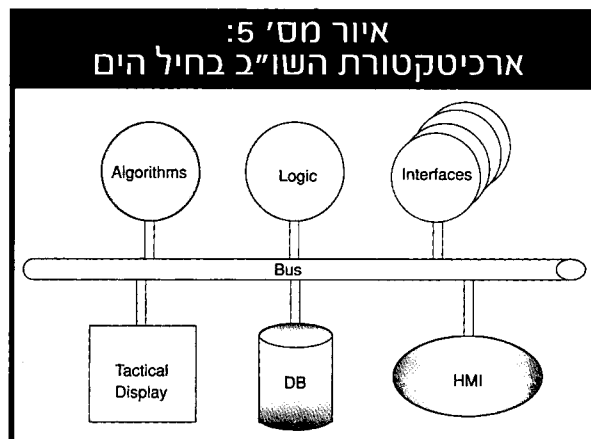 איור מס' 5:
ארכיטקטורת השו"ב בחיל הים
Algorithms
Logic
Interfaces
Bus
Tactical
Display
DB
HMI